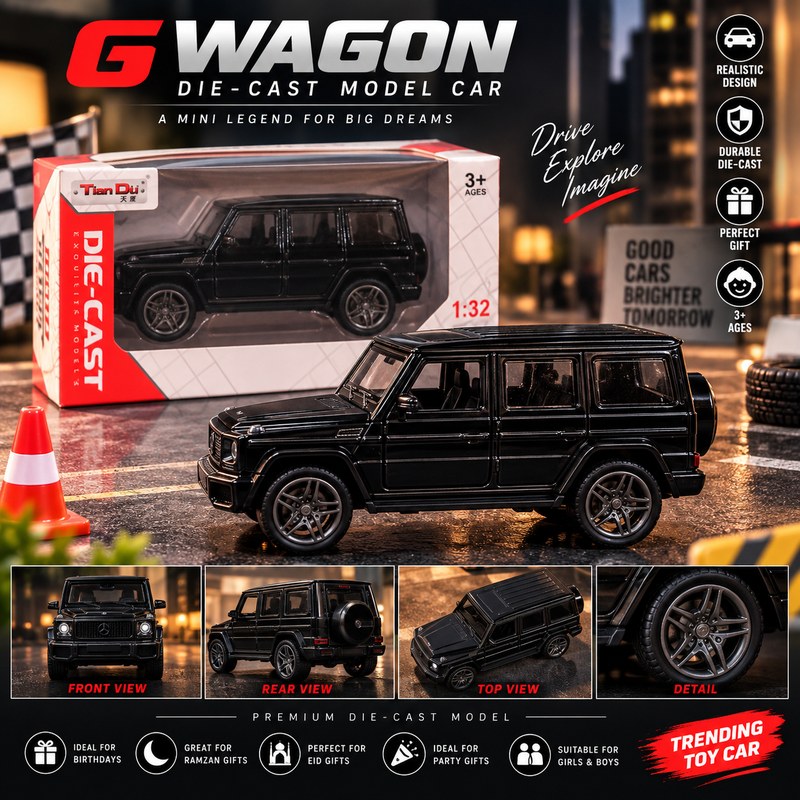 G WAGON
DIE-CAST MODEL CAR
A MINI LEGEND FOR BIG DREAMS
Drive
Explore
Imagine
REALISTIC
DESIGN
DURABLE
DIE-CAST
PERFECT
GIFT
3+
AGES
Tian Du
天度
3+
AGES
DIE-CAST
EXQUISITE MODEL'S
1:32
GOOD
CARS
BRIGHTER
TOMORROW
FRONT VIEW
REAR VIEW
TOP VIEW
DETAIL
PREMIUM DIE-CAST MODEL
IDEAL FOR
BIRTHDAYS
GREAT FOR
RAMZAN GIFTS
PERFECT FOR
EID GIFTS
IDEAL FOR
PARTY GIFTS
SUITABLE FOR
GIRLS & BOYS
TRENDING
TOY CAR